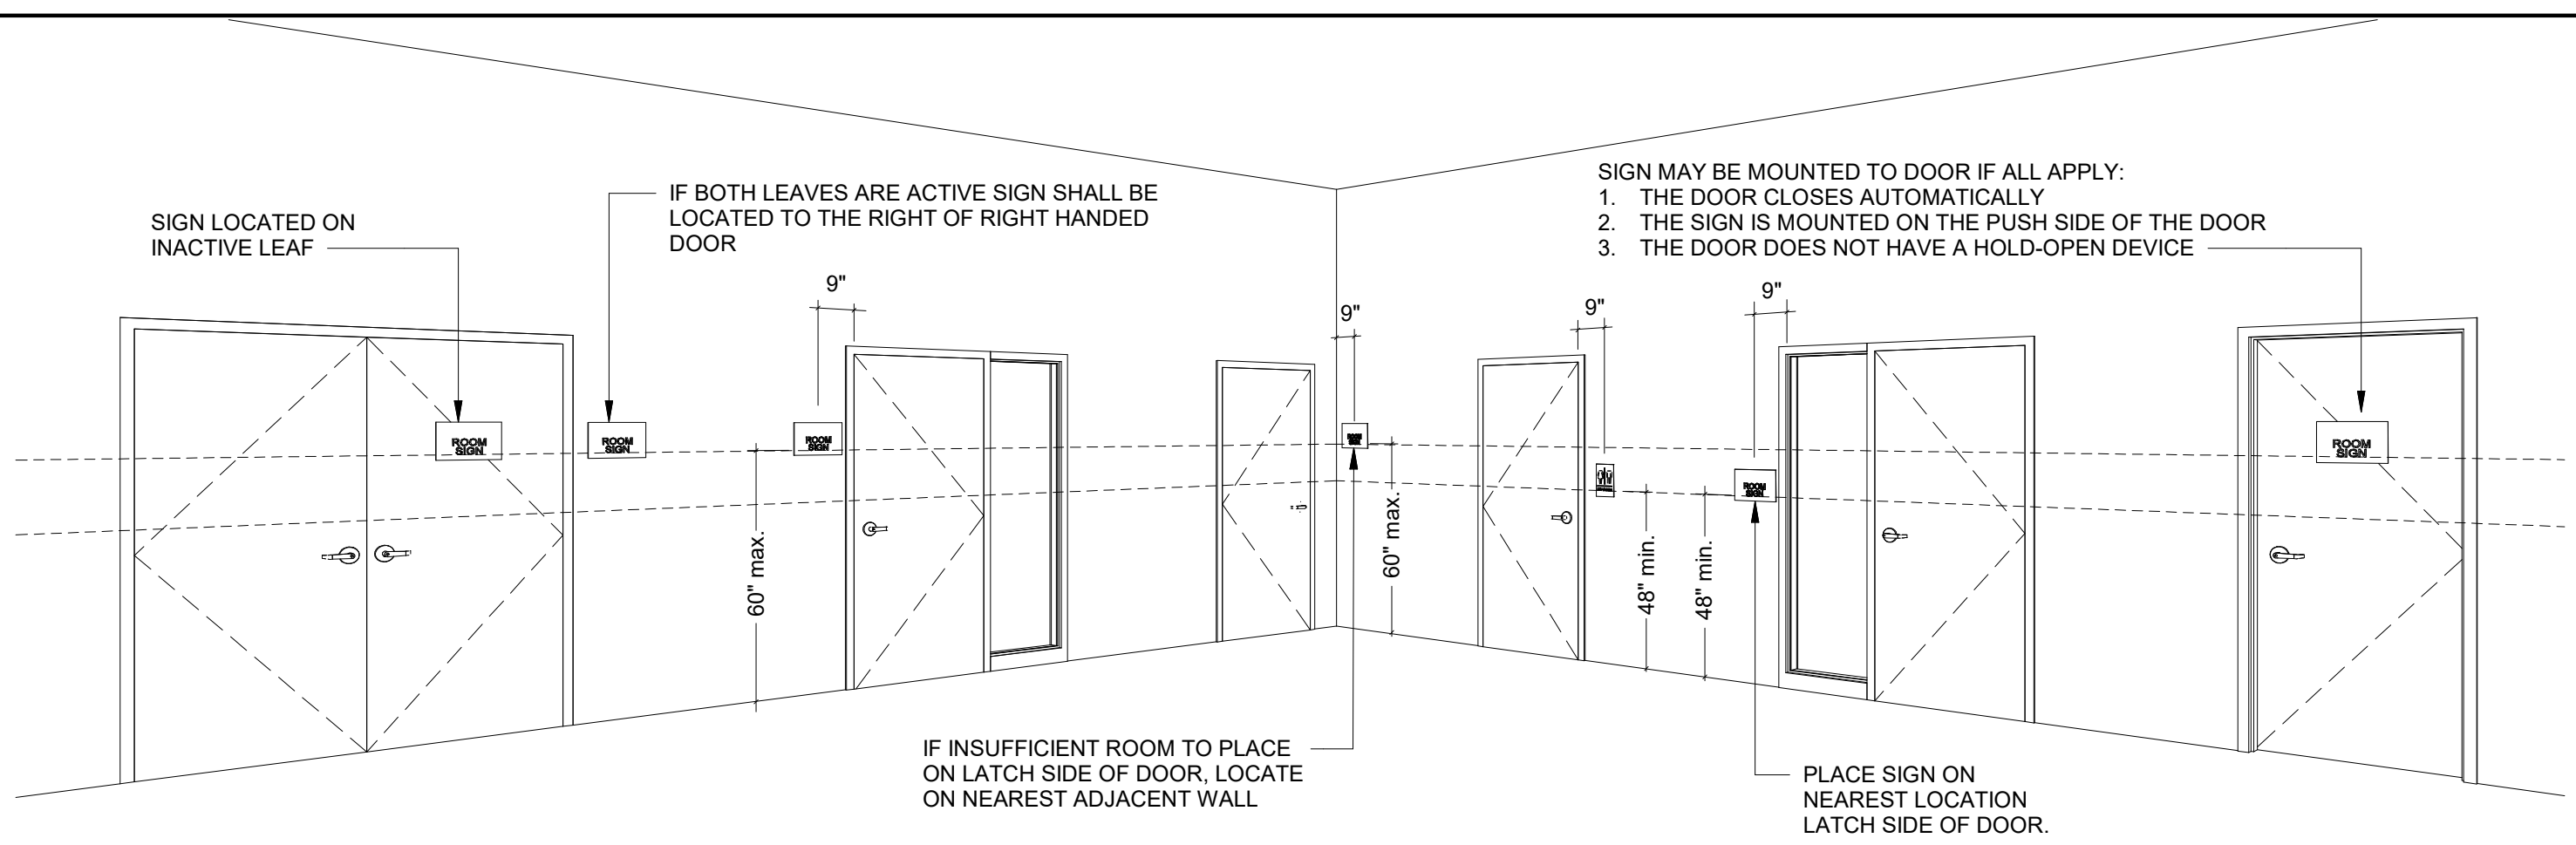 SIGN LOCATED ON
INACTIVE LEAF
IF BOTH LEAVES ARE ACTIVE SIGN SHALL BE
LOCATED TO THE RIGHT OF RIGHT HANDED
DOOR
SIGN MAY BE MOUNTED TO DOOR IF ALL APPLY:
1. THE DOOR CLOSES AUTOMATICALLY
2. THE SIGN IS MOUNTED ON THE PUSH SIDE OF THE DOOR
3. THE DOOR DOES NOT HAVE A HOLD-OPEN DEVICE
9"
9"
9"
9"
ROOM
SIGN
ROOM
SIGN
ROOM
SIGN
ROOM
SIGN
ROOM
SIGN
ROOM
SIGN
60" max.
60" max.
48" min.
48" min.
IF INSUFFICIENT ROOM TO PLACE
ON LATCH SIDE OF DOOR, LOCATE
ON NEAREST ADJACENT WALL
PLACE SIGN ON
NEAREST LOCATION
LATCH SIDE OF DOOR.